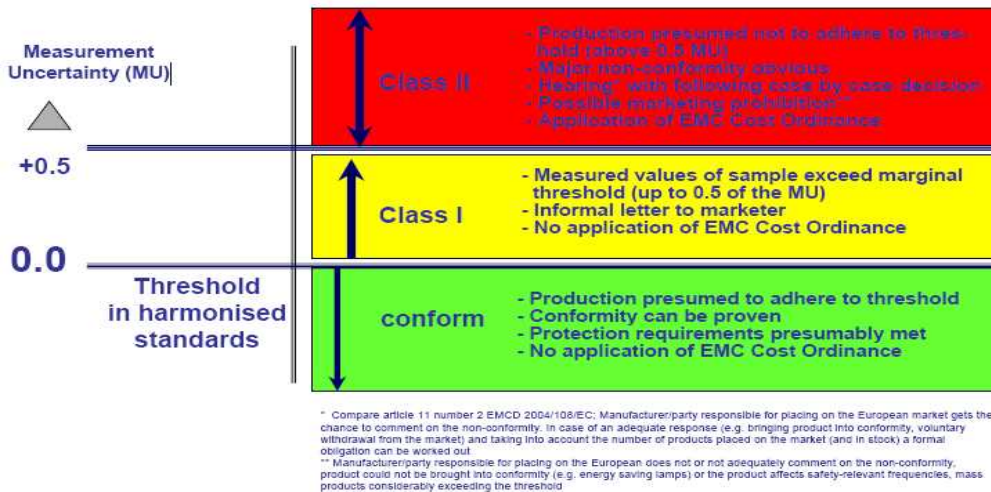 Measurement
Uncertainty (MU)
+0.5
0.0
Threshold
in harmonised
standards
Class II
- Production presumed not to adhere to thres-
hold (above 0.5 MU)
- Major non-conformity obvious
- Hearing* with following case by case decision
- Possible marketing prohibition**
- Application of EMC Cost Ordinance
Class I
- Measured values of sample exceed marginal
threshold (up to 0.5 of the MU)
- Informal letter to marketer
- No application of EMC Cost Ordinance
conform
- Production presumed to adhere to threshold
- Conformity can be proven
- Protection requirements presumably met
- No application of EMC Cost Ordinance
* Compare article 11 number 2 EMCD 2004/108/EC; Manufacturer/party responsible for placing on the European market gets the
chance to comment on the non-conformity. In case of an adequate response (e.g. bringing product into conformity, voluntary
withdrawal from the market) and taking into account the number of products placed on the market (and in stock) a formal
obligation can be worked out
** Manufacturer/party responsible for placing on the European does not or not adequately comment on the non-conformity,
product could not be brought into conformity (e.g. energy saving lamps) or the product affects safety-relevant frequencies, mass
products considerably exceeding the threshold